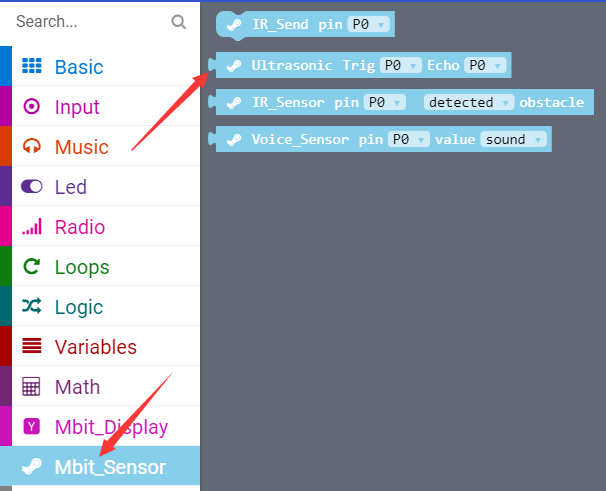 Search...
Basic
Input
Music
Led
Radio
Loops
Logic
Variables
Math
Y Mbit_Display
Mbit_Sensor
IR_Send pin P0
Ultrasonic Trig P0 Echo P0
IR_Sensor pin P0 detected obstacle
Voice_Sensor pin P0 value sound